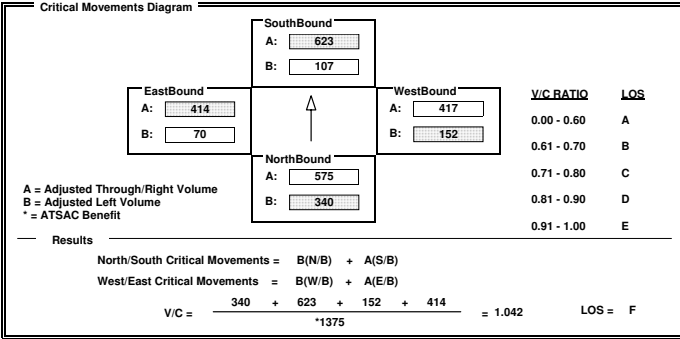 Critical Movements Diagram
SouthBound
A: 623
B: 107
EastBound
A: 414
B: 70
WestBound
A: 417
B: 152
NorthBound
A: 575
B: 340
V/C RATIO LOS
0.00 - 0.60 A
0.61 - 0.70 B
0.71 - 0.80 C
0.81 - 0.90 D
0.91 - 1.00 E
A = Adjusted Through/Right Volume
B = Adjusted Left Volume
* = ATSAC Benefit
Results
North/South Critical Movements = B(N/B) + A(S/B)
West/East Critical Movements = B(W/B) + A(E/B)
340 + 623 + 152 + 414
V/C = = 1.042 LOS = F
*1375